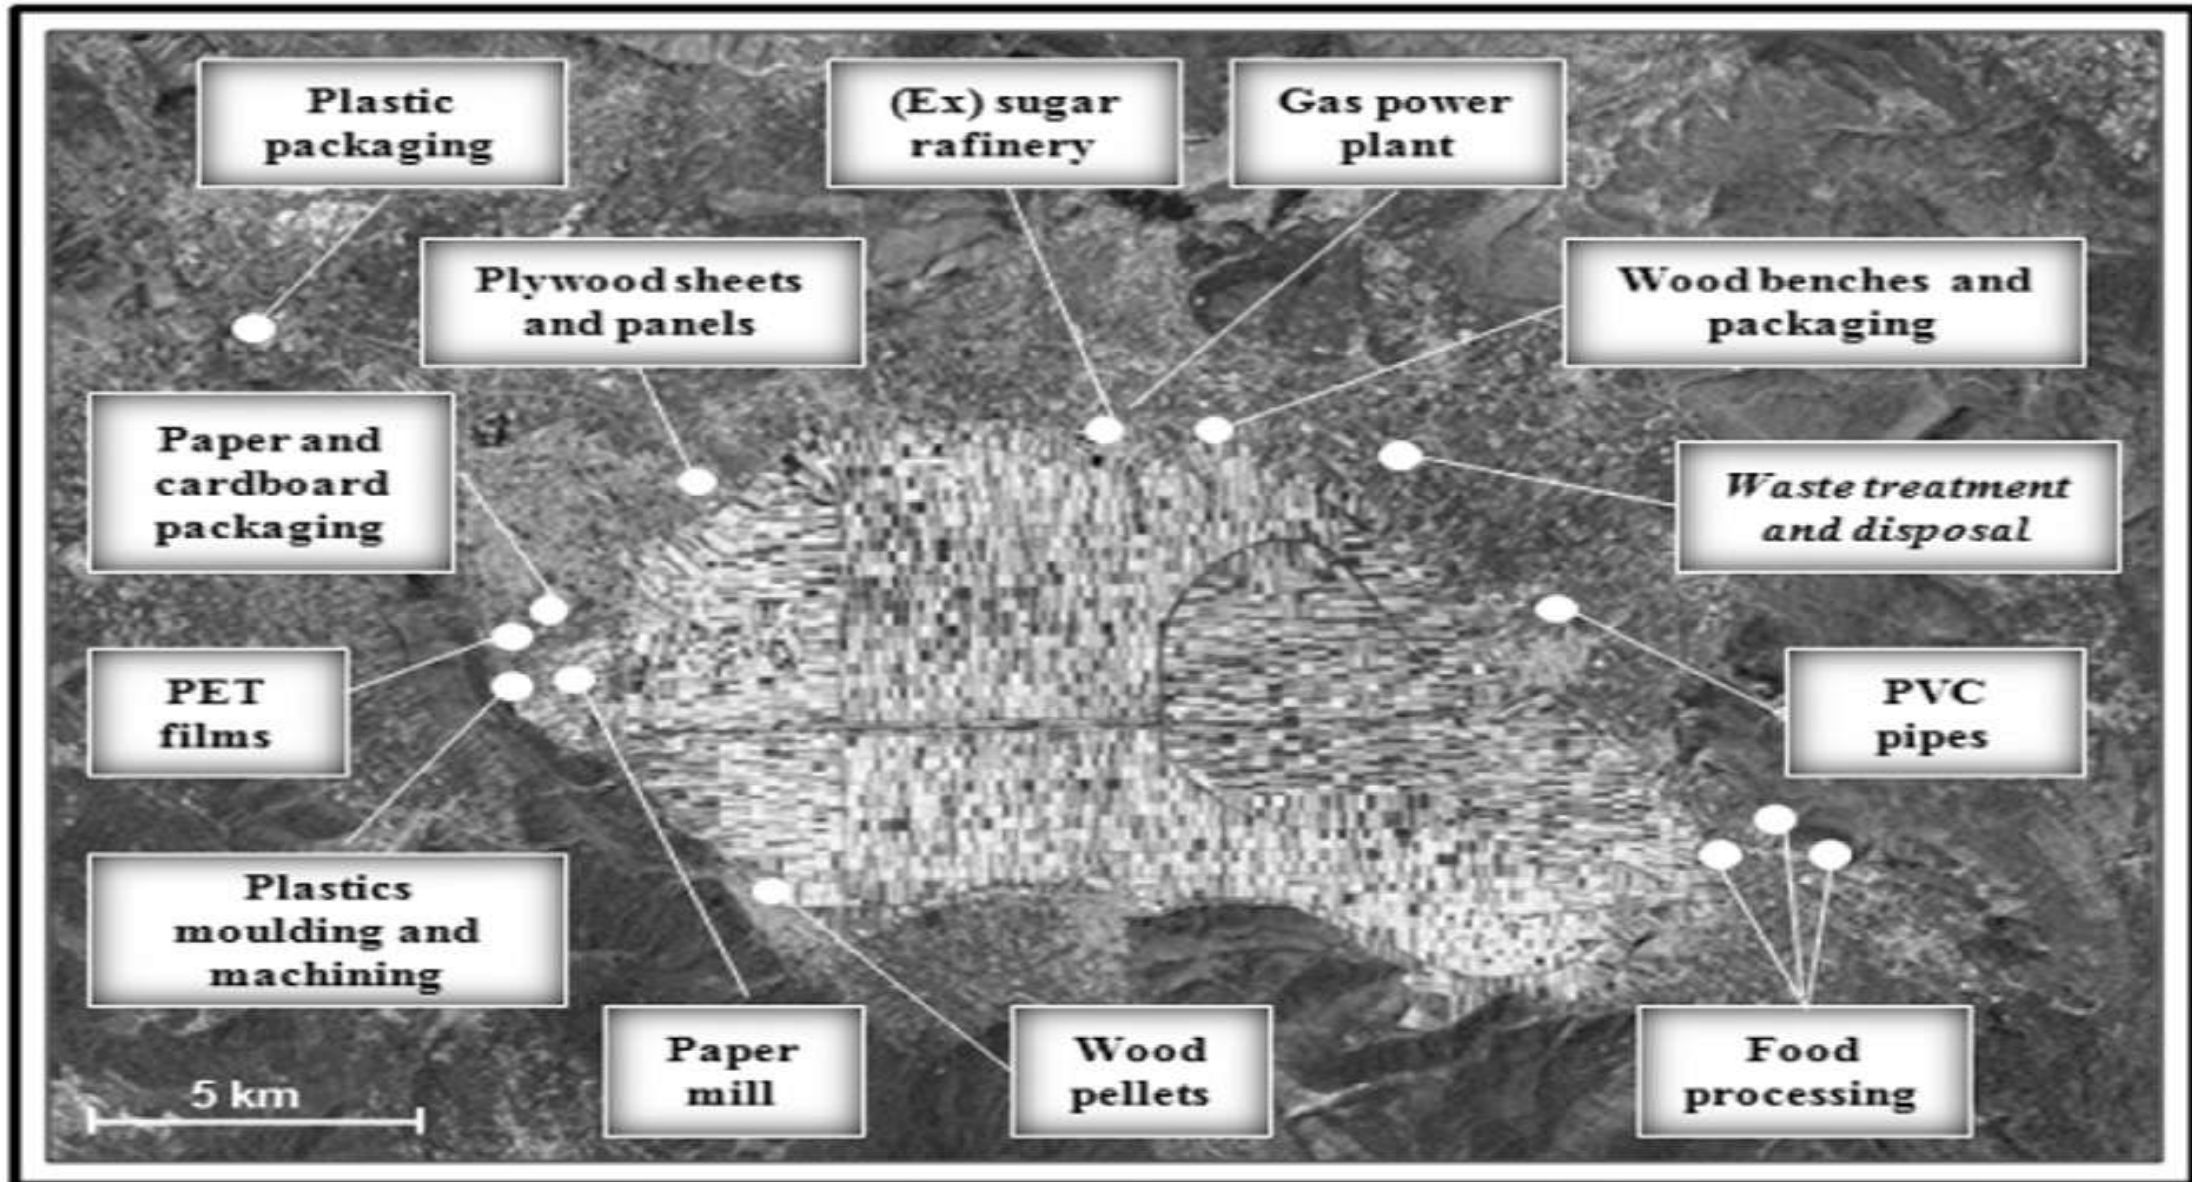 Plastic
packaging
(Ex) sugar
rafinery
Gas power
plant
Plywood sheets
and panels
Wood benches and
packaging
Paper and
cardboard
packaging
Waste treatment
and disposal
PET
films
PVC
pipes
Plastics
moulding and
machining
Paper
mill
Wood
pellets
Food
processing
5 km